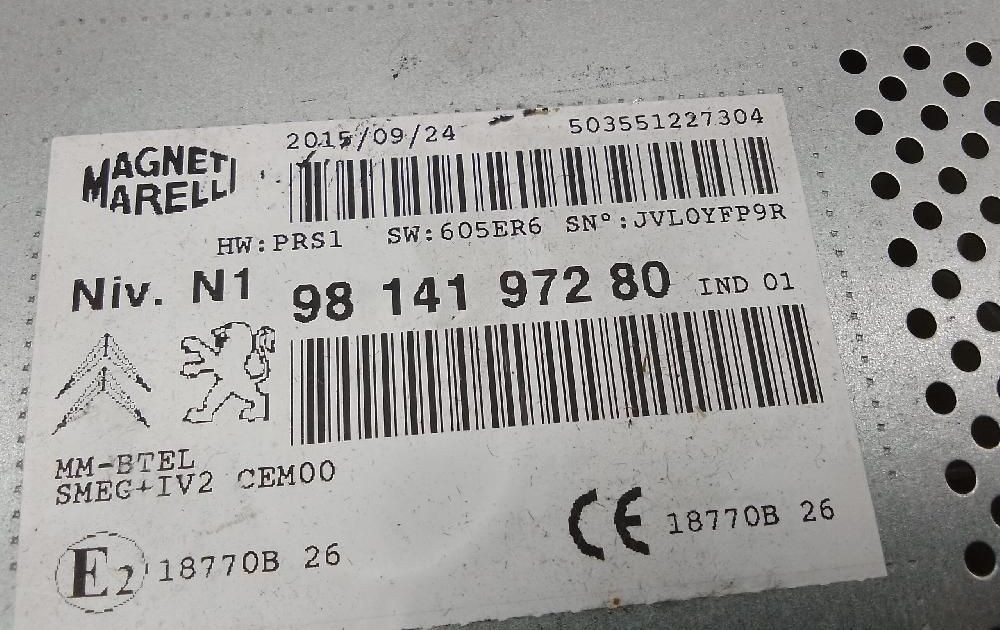 MAGNETI
MARELLI
2015/09/24 503551227304
HW:PRS1 SW:605ER6 SN°:JVL0YFP9R
Niv. N1 98 141 972 80 IND 01
MM-BTEL
SMEG+IV2 CEM00
E2 18770B 26
CE 18770B 26